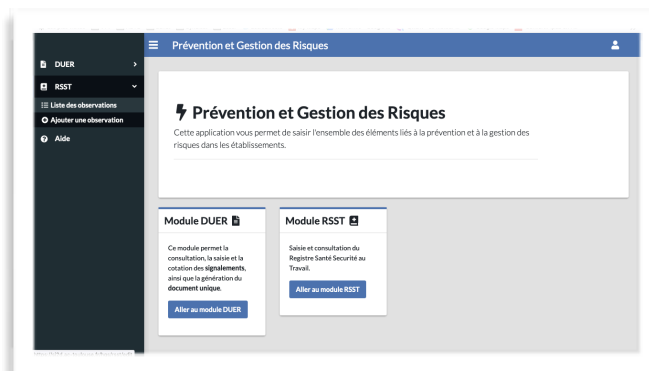 Prévention et Gestion des Risques
DUER
RSST
Liste des observations
Ajouter une observation
Aide
Prévention et Gestion des Risques
Cette application vous permet de saisir l'ensemble des éléments liés à la prévention et à la gestion des
risques dans les établissements.
Module DUER
Ce module permet la
consultation, la saisie et la
cotation des signalements,
ainsi que la génération du
document unique.
Aller au module DUER
Module RSST
Saisie et consultation du
Registre Santé Securité au
Travail.
Aller au module RSST